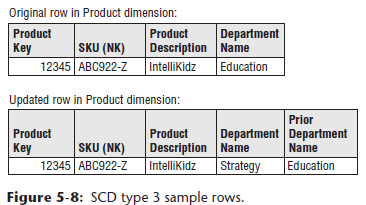 Original row in Product dimension:
Product Key SKU (NK) Product Description Department Name
12345 ABC922-Z IntelliKidz Education
Updated row in Product dimension:
Product Key SKU (NK) Product Description Department Name Prior Department Name
12345 ABC922-Z IntelliKidz Strategy Education
Figure 5-8: SCD type 3 sample rows.